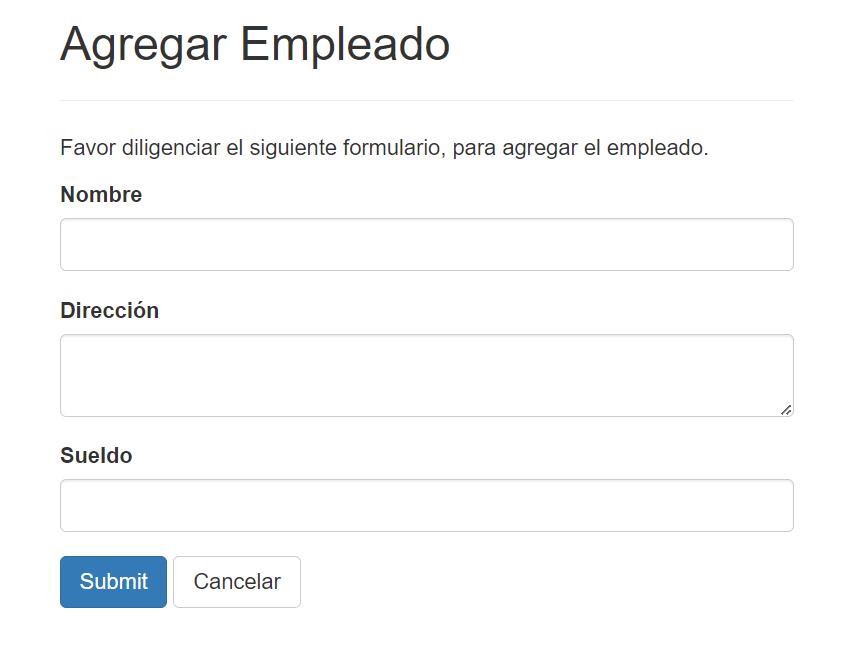 Agregar Empleado
Favor diligenciar el siguiente formulario, para agregar el empleado.
Nombre
Dirección
Sueldo
Submit Cancelar